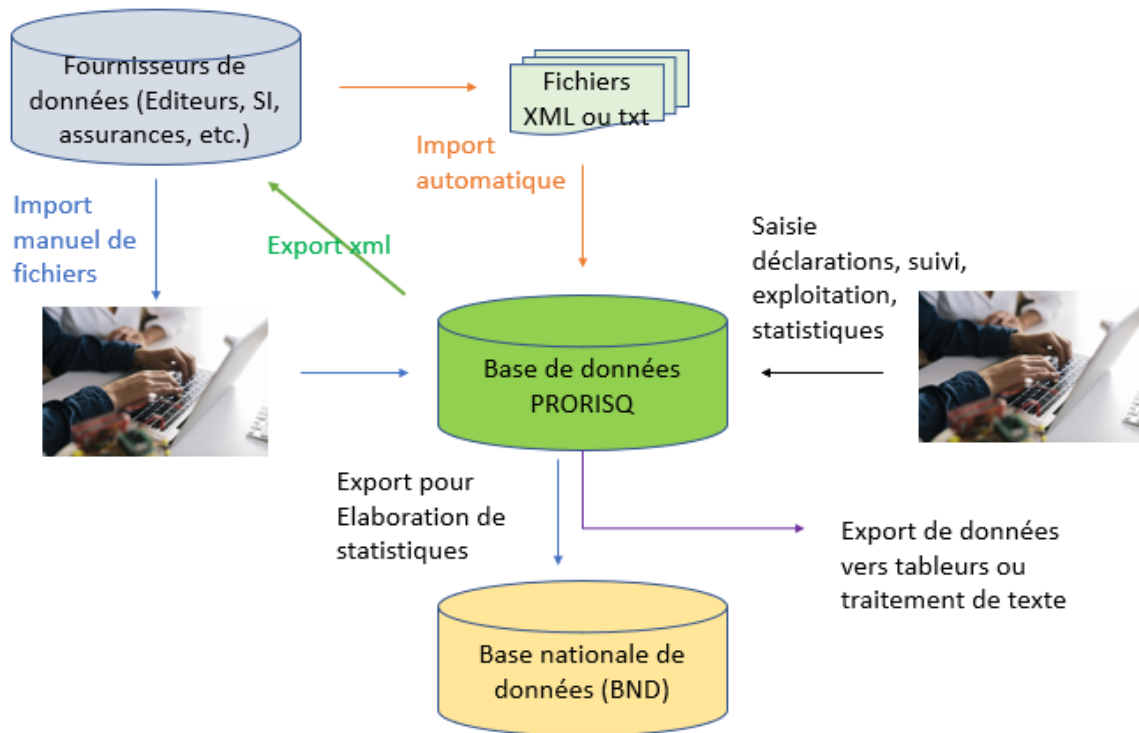 Fournisseurs de
données (Editeurs, SI,
assurances, etc.)
Fichiers
XML ou txt
Import
automatique
Import
manuel de
fichiers
Export xml
Saisie
déclarations, suivi,
exploitation,
statistiques
Base de données
PRORISQ
Export pour
Elaboration de
statistiques
Export de données
vers tableurs ou
traitement de texte
Base nationale de
données (BND)